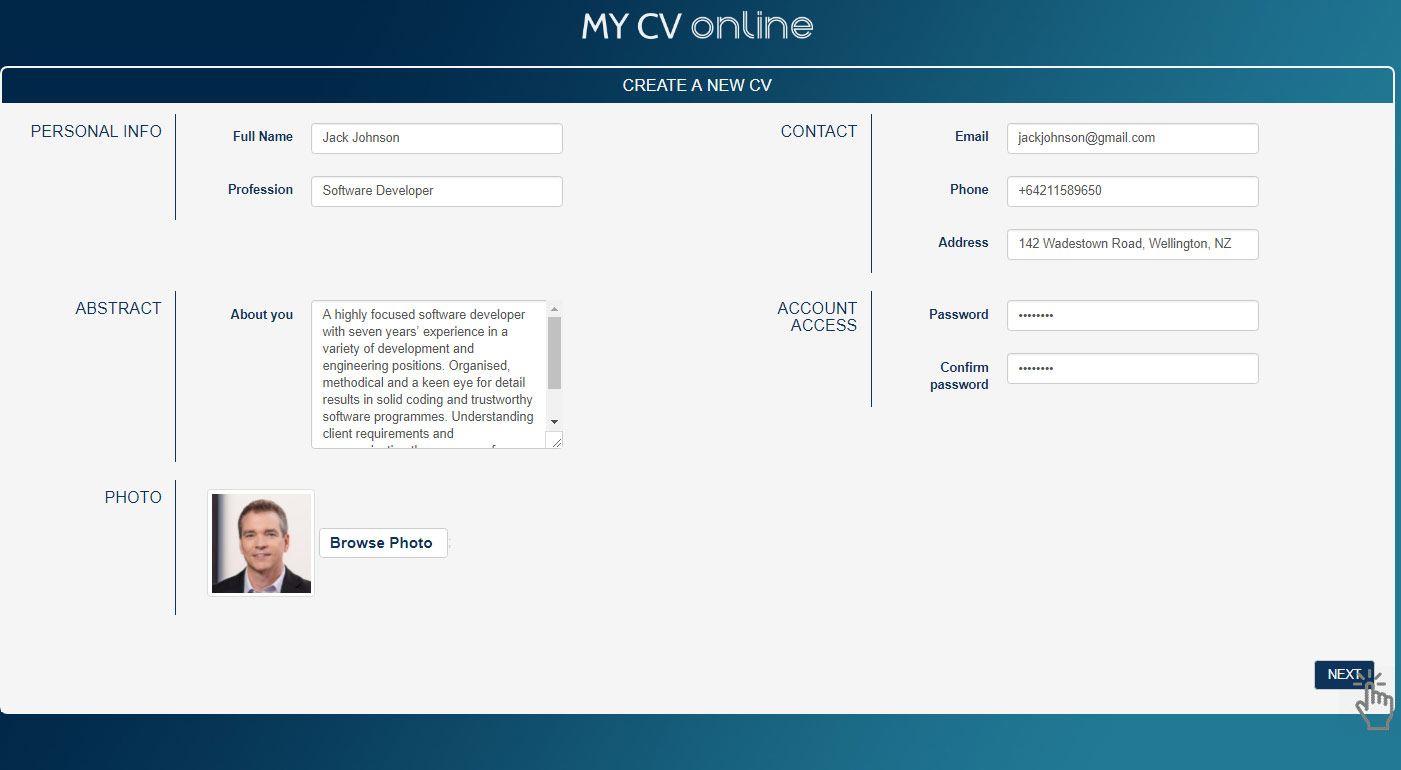 MY CV online
CREATE A NEW CV
PERSONAL INFO
Full Name
Jack Johnson
Profession
Software Developer
CONTACT
Email
jackjohnson@gmail.com
Phone
+64211589650
Address
142 Wadestown Road, Wellington, NZ
ABSTRACT
About you
A highly focused software developer
with seven years' experience in a
variety of development and
engineering positions. Organised,
methodical and a keen eye for detail
results in solid coding and trustworthy
software programmes. Understanding
client requirements and
ACCOUNT
ACCESS
Password
••••••••
Confirm
password
••••••••
PHOTO
Browse Photo
NEXT